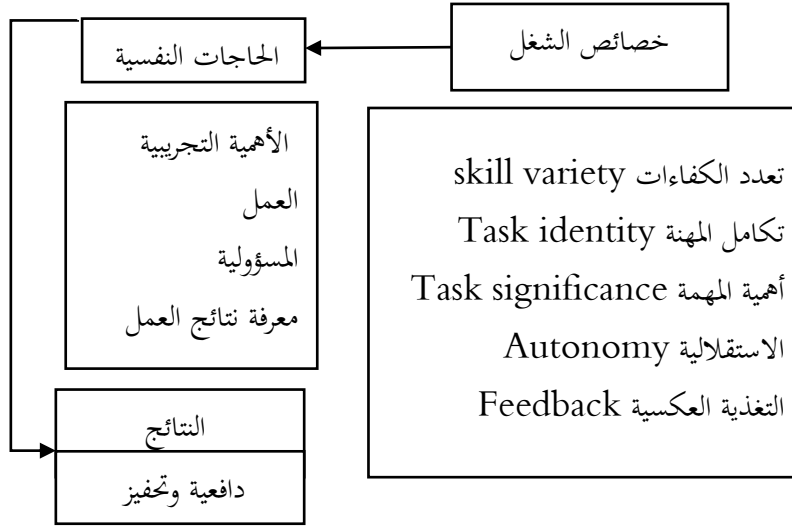 خصائص الشغل
الحاجات النفسية
تعدد الكفاءات skill variety
تكامل المهنة Task identity
أهمية المهمة Task significance
الاستقلالية Autonomy
التغذية العكسية Feedback
الأهمية التجريبية
العمل
المسؤولية
معرفة نتائج العمل
النتائج
دافعية وتحفيز